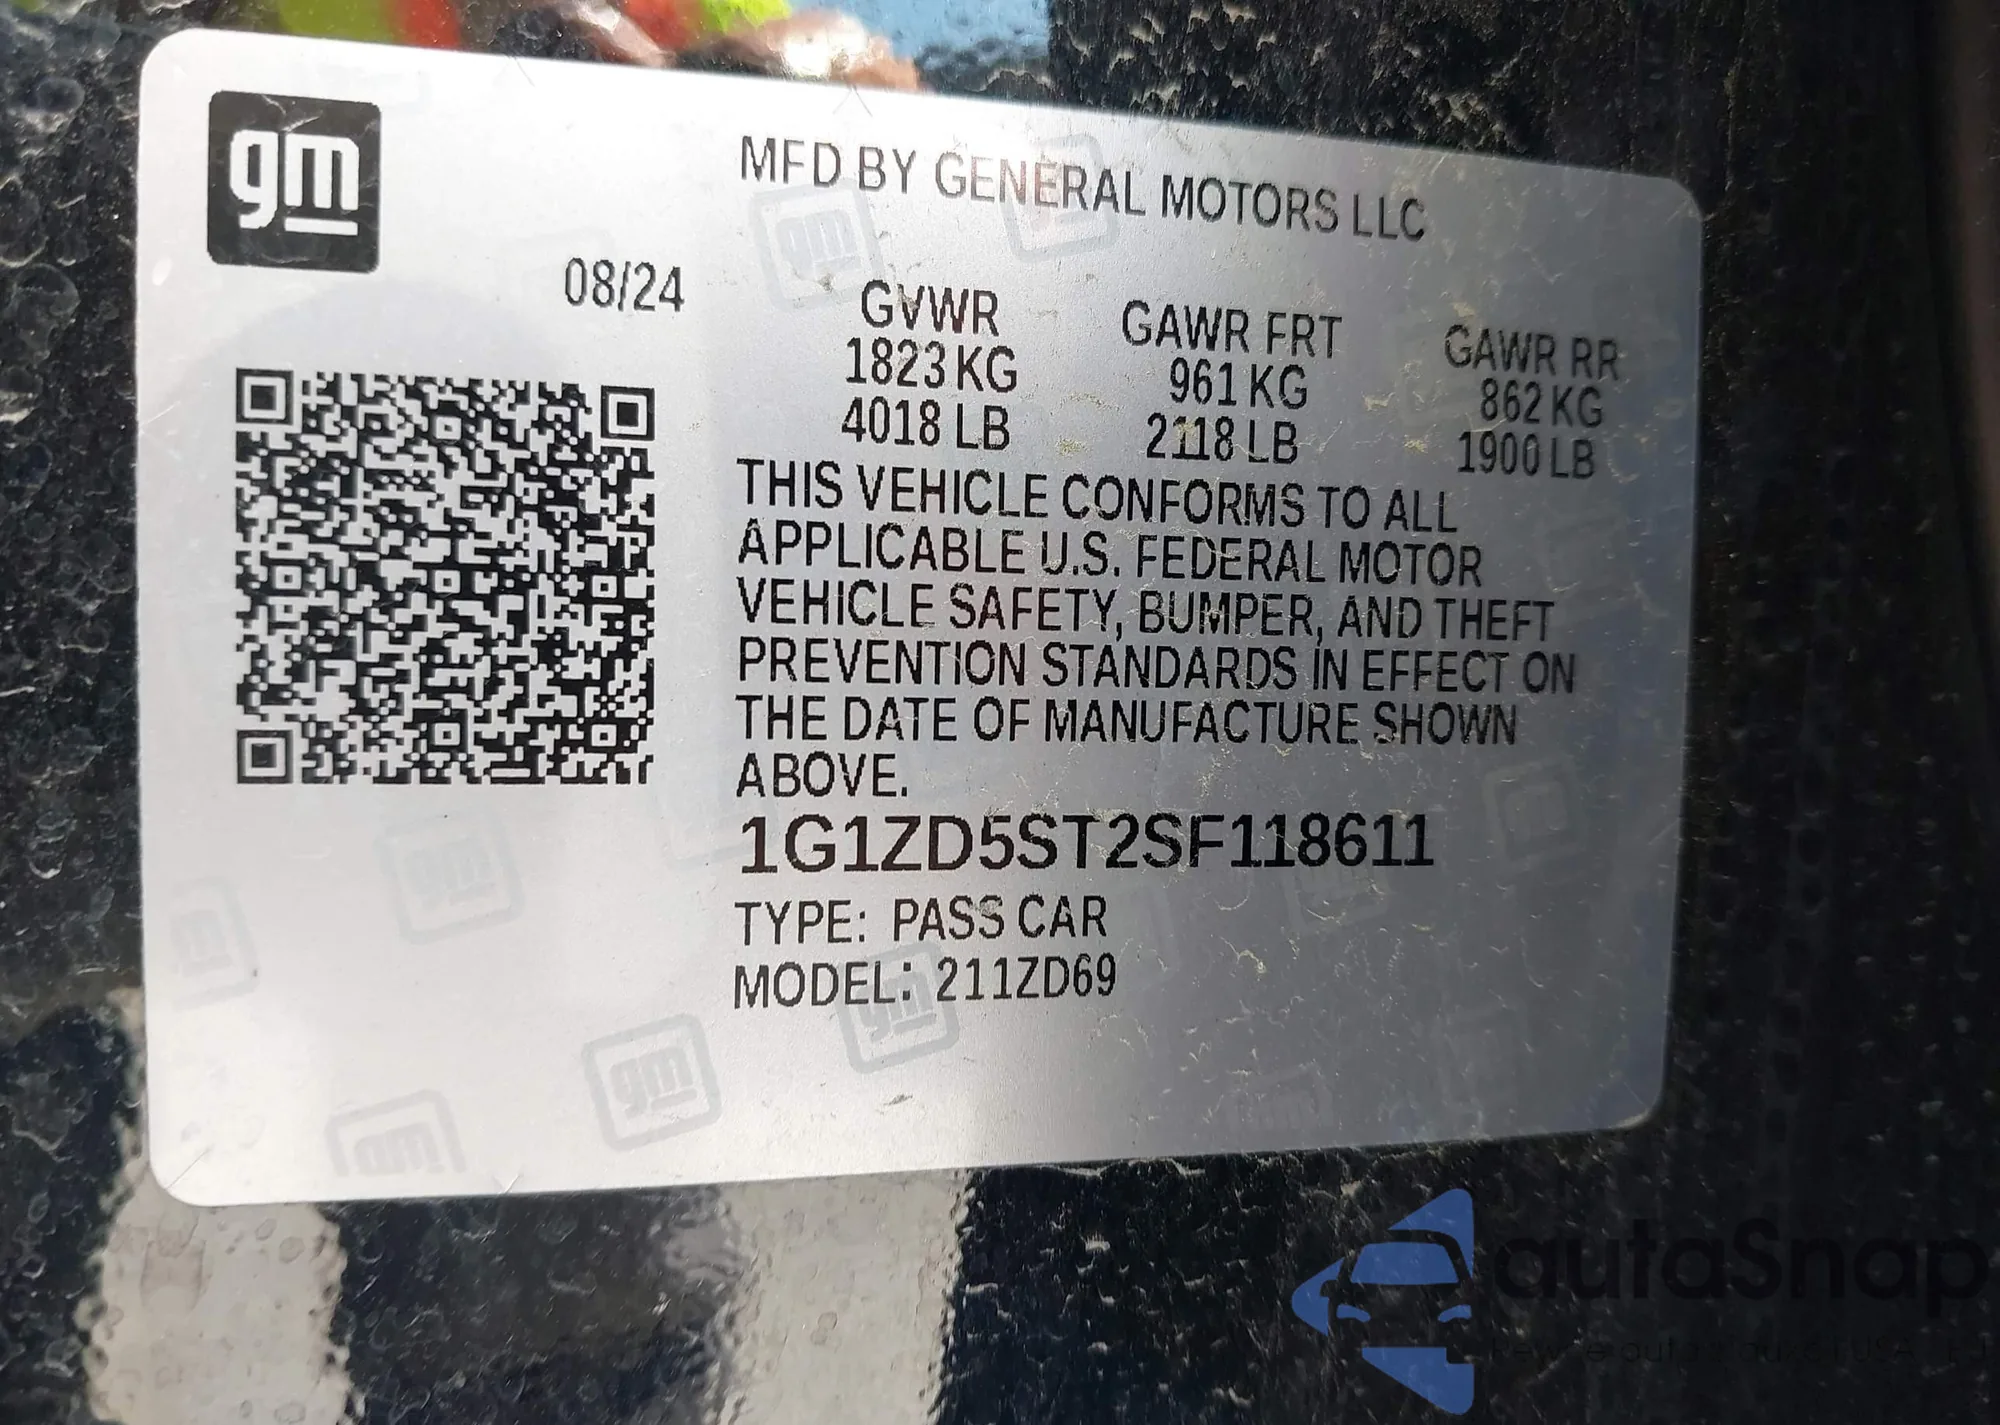 gm
MFD BY GENERAL MOTORS LLC
08/24
GVWR GAWR FRT GAWR RR
1823 KG 961 KG 862 KG
4018 LB 2118 LB 1900 LB
THIS VEHICLE CONFORMS TO ALL
APPLICABLE U.S. FEDERAL MOTOR
VEHICLE SAFETY, BUMPER, AND THEFT
PREVENTION STANDARDS IN EFFECT ON
THE DATE OF MANUFACTURE SHOWN
ABOVE.
1G1ZD5ST2SF118611
TYPE: PASS CAR
MODEL: 211ZD69
autaSnap